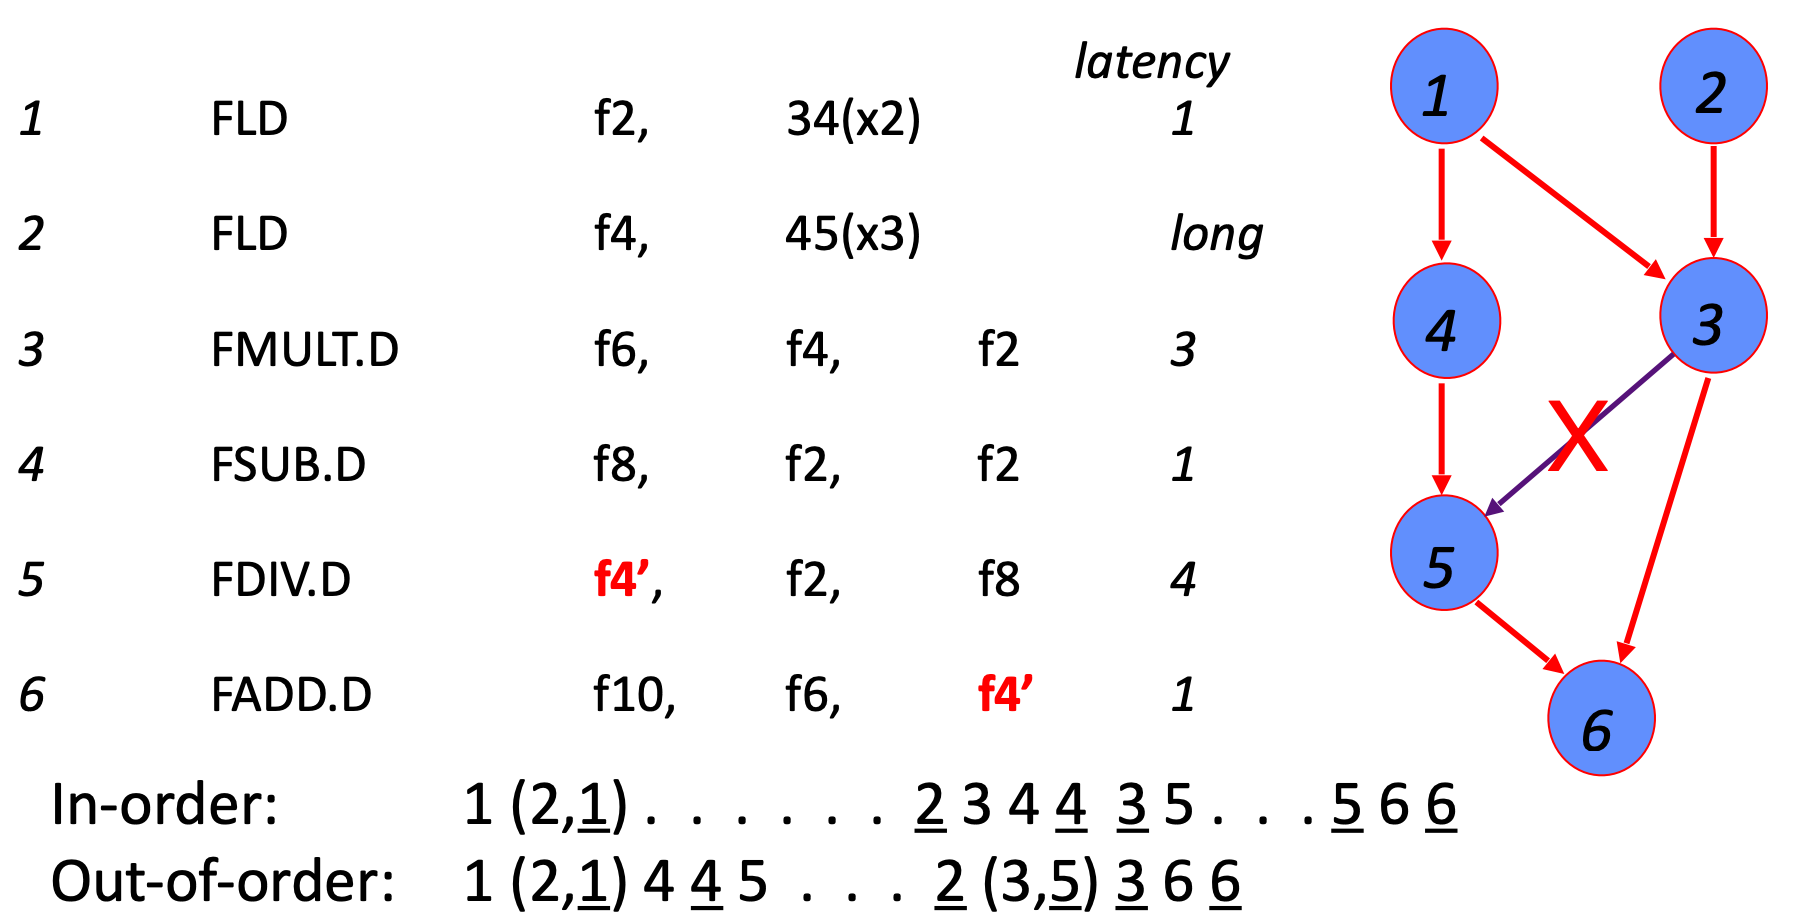 latency
1 FLD f2, 34(x2) 1
2 FLD f4, 45(x3) long
3 FMULT.D f6, f4, f2 3
4 FSUB.D f8, f2, f2 1
5 FDIV.D f4’, f2, f8 4
6 FADD.D f10, f6, f4’ 1
In-order: 1 (2,1) . . . . . . 2 3 4 4 3 5 . . . 5 6 6
Out-of-order: 1 (2,1) 4 4 5 . . . 2 (3,5) 3 6 6
1 2
4 3
X
5
6